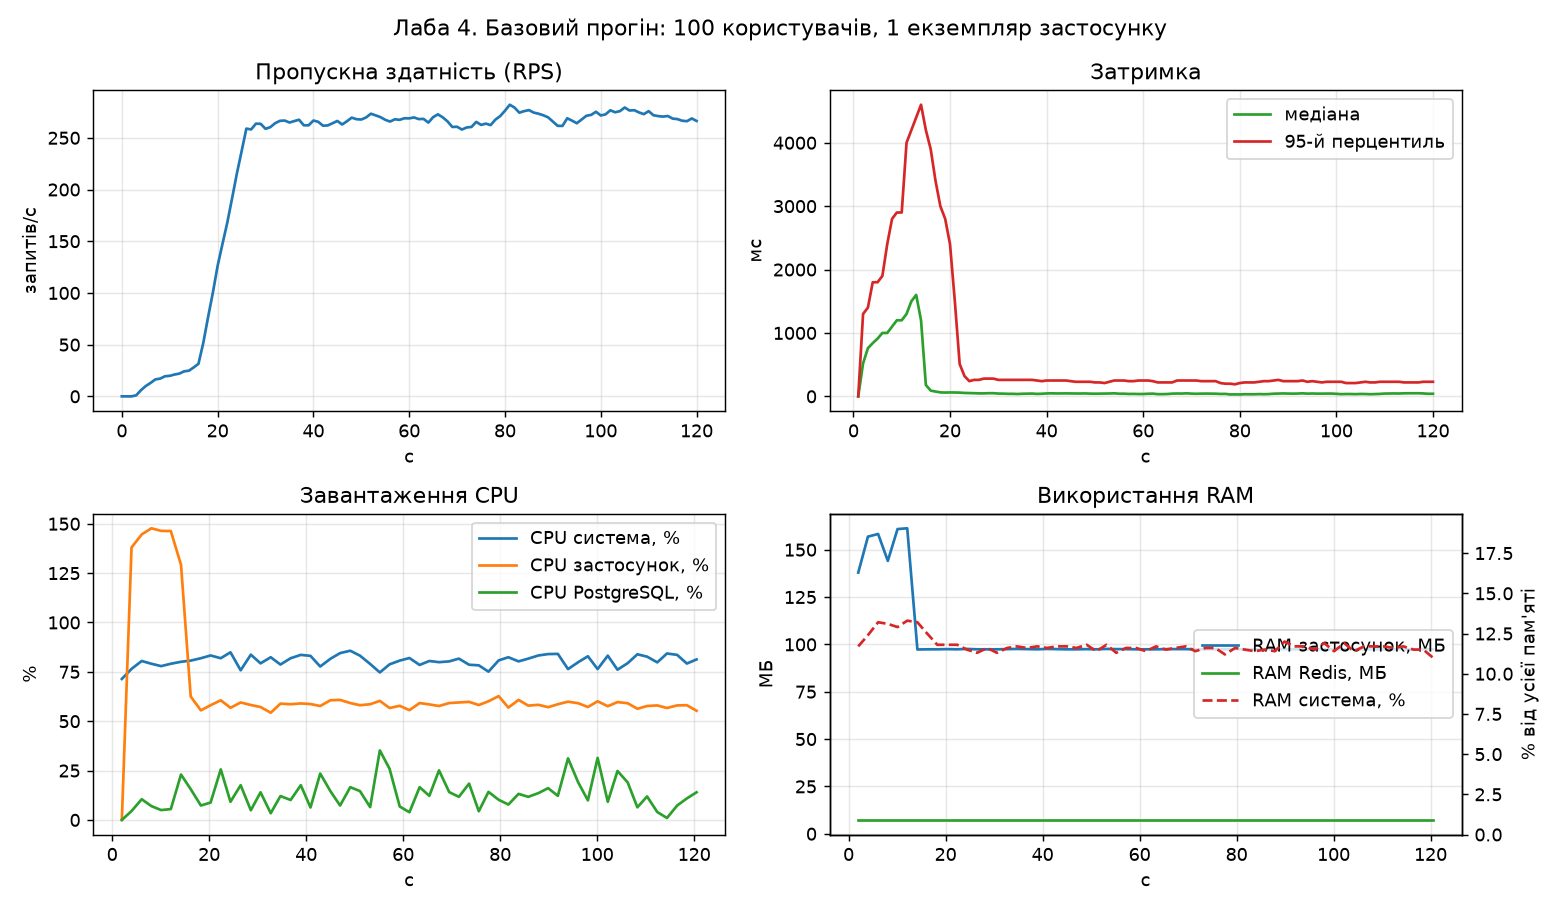 Лаба 4. Базовий прогін: 100 користувачів, 1 екземпляр застосунку
Пропускна здатність (RPS)
запитів/с
250
200
150
100
50
0
0 20 40 60 80 100 120
с
Затримка
медіана
95-й перцентиль
мс
4000
3000
2000
1000
0
0 20 40 60 80 100 120
с
Завантаження CPU
CPU система, %
CPU застосунок, %
CPU PostgreSQL, %
%
150
125
100
75
50
25
0
0 20 40 60 80 100 120
с
Використання RAM
RAM застосунок, МБ
RAM Redis, МБ
RAM система, %
МБ
150
125
100
75
50
25
0
17.5
15.0
12.5
10.0
7.5
5.0
2.5
0.0
% від усієї пам'яті
0 20 40 60 80 100 120
с